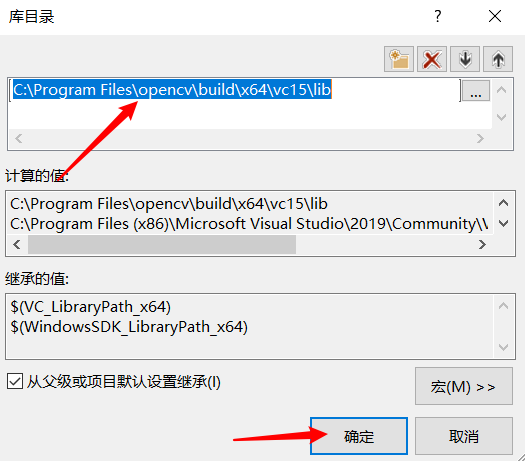 库目录
?
C:\Program Files\opencv\build\x64\vc15\lib
...
计算的值:
C:\Program Files\opencv\build\x64\vc15\lib
C:\Program Files (x86)\Microsoft Visual Studio\2019\Community\\
继承的值:
$(VC_LibraryPath_x64)
$(WindowsSDK_LibraryPath_x64)
从父级或项目默认设置继承(I)
宏(M) >>
确定
取消